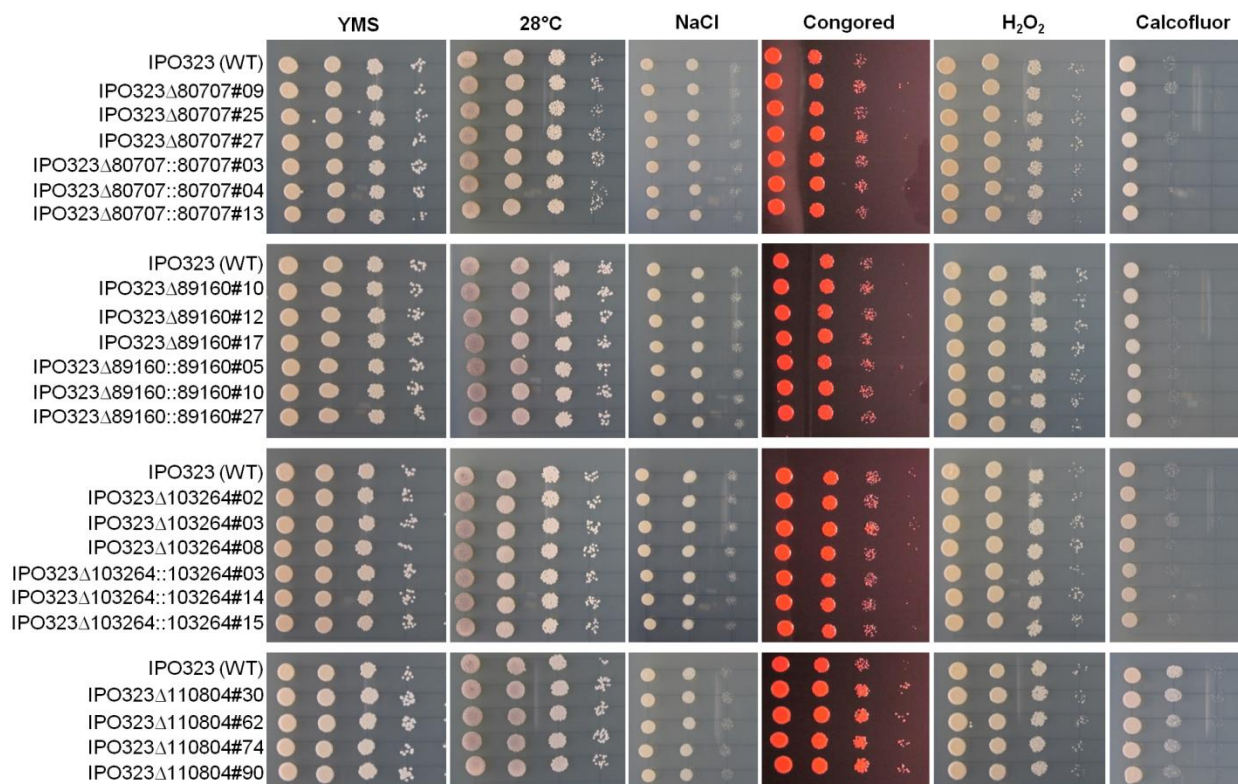 YMS 28°C NaCl Congored H₂O₂ Calcofluor
IPO323 (WT)
IPO323Δ80707#09
IPO323Δ80707#25
IPO323Δ80707#27
IPO323Δ80707::80707#03
IPO323Δ80707::80707#04
IPO323Δ80707::80707#13
IPO323 (WT)
IPO323Δ89160#10
IPO323Δ89160#12
IPO323Δ89160#17
IPO323Δ89160::89160#05
IPO323Δ89160::89160#10
IPO323Δ89160::89160#27
IPO323 (WT)
IPO323Δ103264#02
IPO323Δ103264#03
IPO323Δ103264#08
IPO323Δ103264::103264#03
IPO323Δ103264::103264#14
IPO323Δ103264::103264#15
IPO323 (WT)
IPO323Δ110804#30
IPO323Δ110804#62
IPO323Δ110804#74
IPO323Δ110804#90